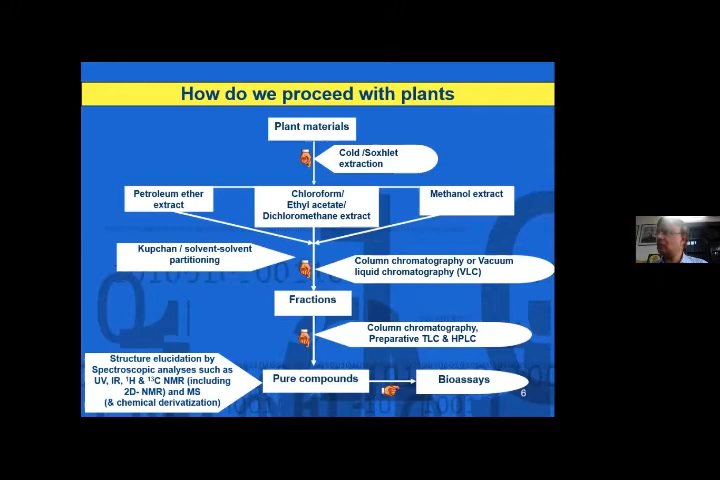 How do we proceed with plants
Plant materials
Cold /Soxhlet
extraction
Petroleum ether
extract
Chloroform/
Ethyl acetate/
Dichloromethane extract
Methanol extract
Kupchan / solvent-solvent
partitioning
Column chromatography or Vacuum
liquid chromatography (VLC)
Fractions
Column chromatography,
Preparative TLC & HPLC
Structure elucidation by
Spectroscopic analyses such as
UV, IR, ¹H & ¹³C NMR (including
2D- NMR) and MS
(& chemical derivatization)
Pure compounds
Bioassays
6